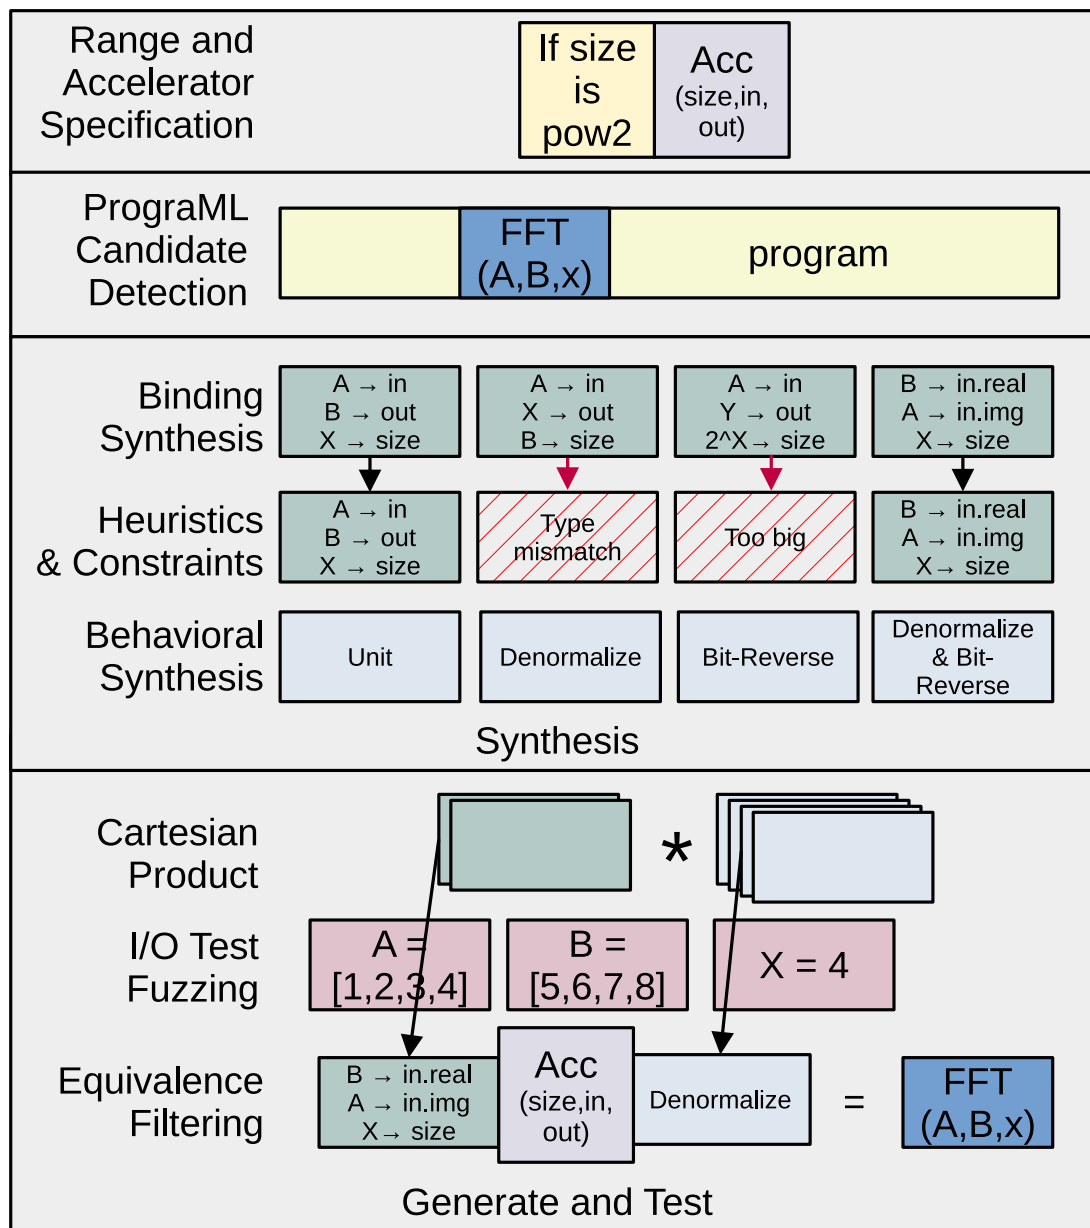 Range and
Accelerator
Specification
If size
is
pow2
Acc
(size,in,
out)
PrograML
Candidate
Detection
FFT
(A,B,x)
program
Binding
Synthesis
A → in
B → out
X → size
A → in
X → out
B→ size
A → in
Y → out
2^X→ size
B → in.real
A → in.img
X→ size
Heuristics
& Constraints
A → in
B → out
X → size
Type
mismatch
Too big
B → in.real
A → in.img
X→ size
Behavioral
Synthesis
Unit
Denormalize
Bit-Reverse
Denormalize
& Bit-
Reverse
Synthesis
Cartesian
Product
*
I/O Test
Fuzzing
A =
[1,2,3,4]
B =
[5,6,7,8]
X = 4
Equivalence
Filtering
B → in.real
A → in.img
X→ size
Acc
(size,in,
out)
Denormalize
=
FFT
(A,B,x)
Generate and Test